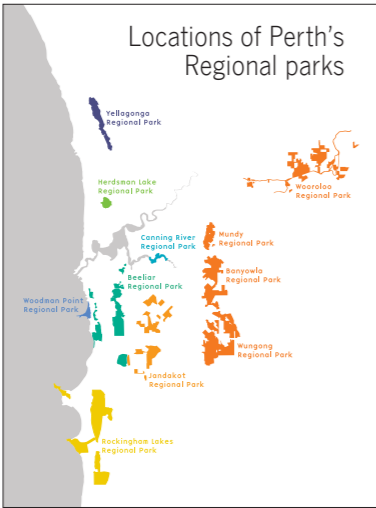 Locations of Perth's
Regional parks
Yellagonga
Regional Park
Wooroloo
Regional Park
Herdsman Lake
Regional Park
Canning River
Regional Park
Mundy
Regional Park
Banyowla
Regional Park
Beeliar
Regional Park
Woodman Point
Regional Park
Wungong
Regional Park
Jandakot
Regional Park
Rockingham Lakes
Regional Park